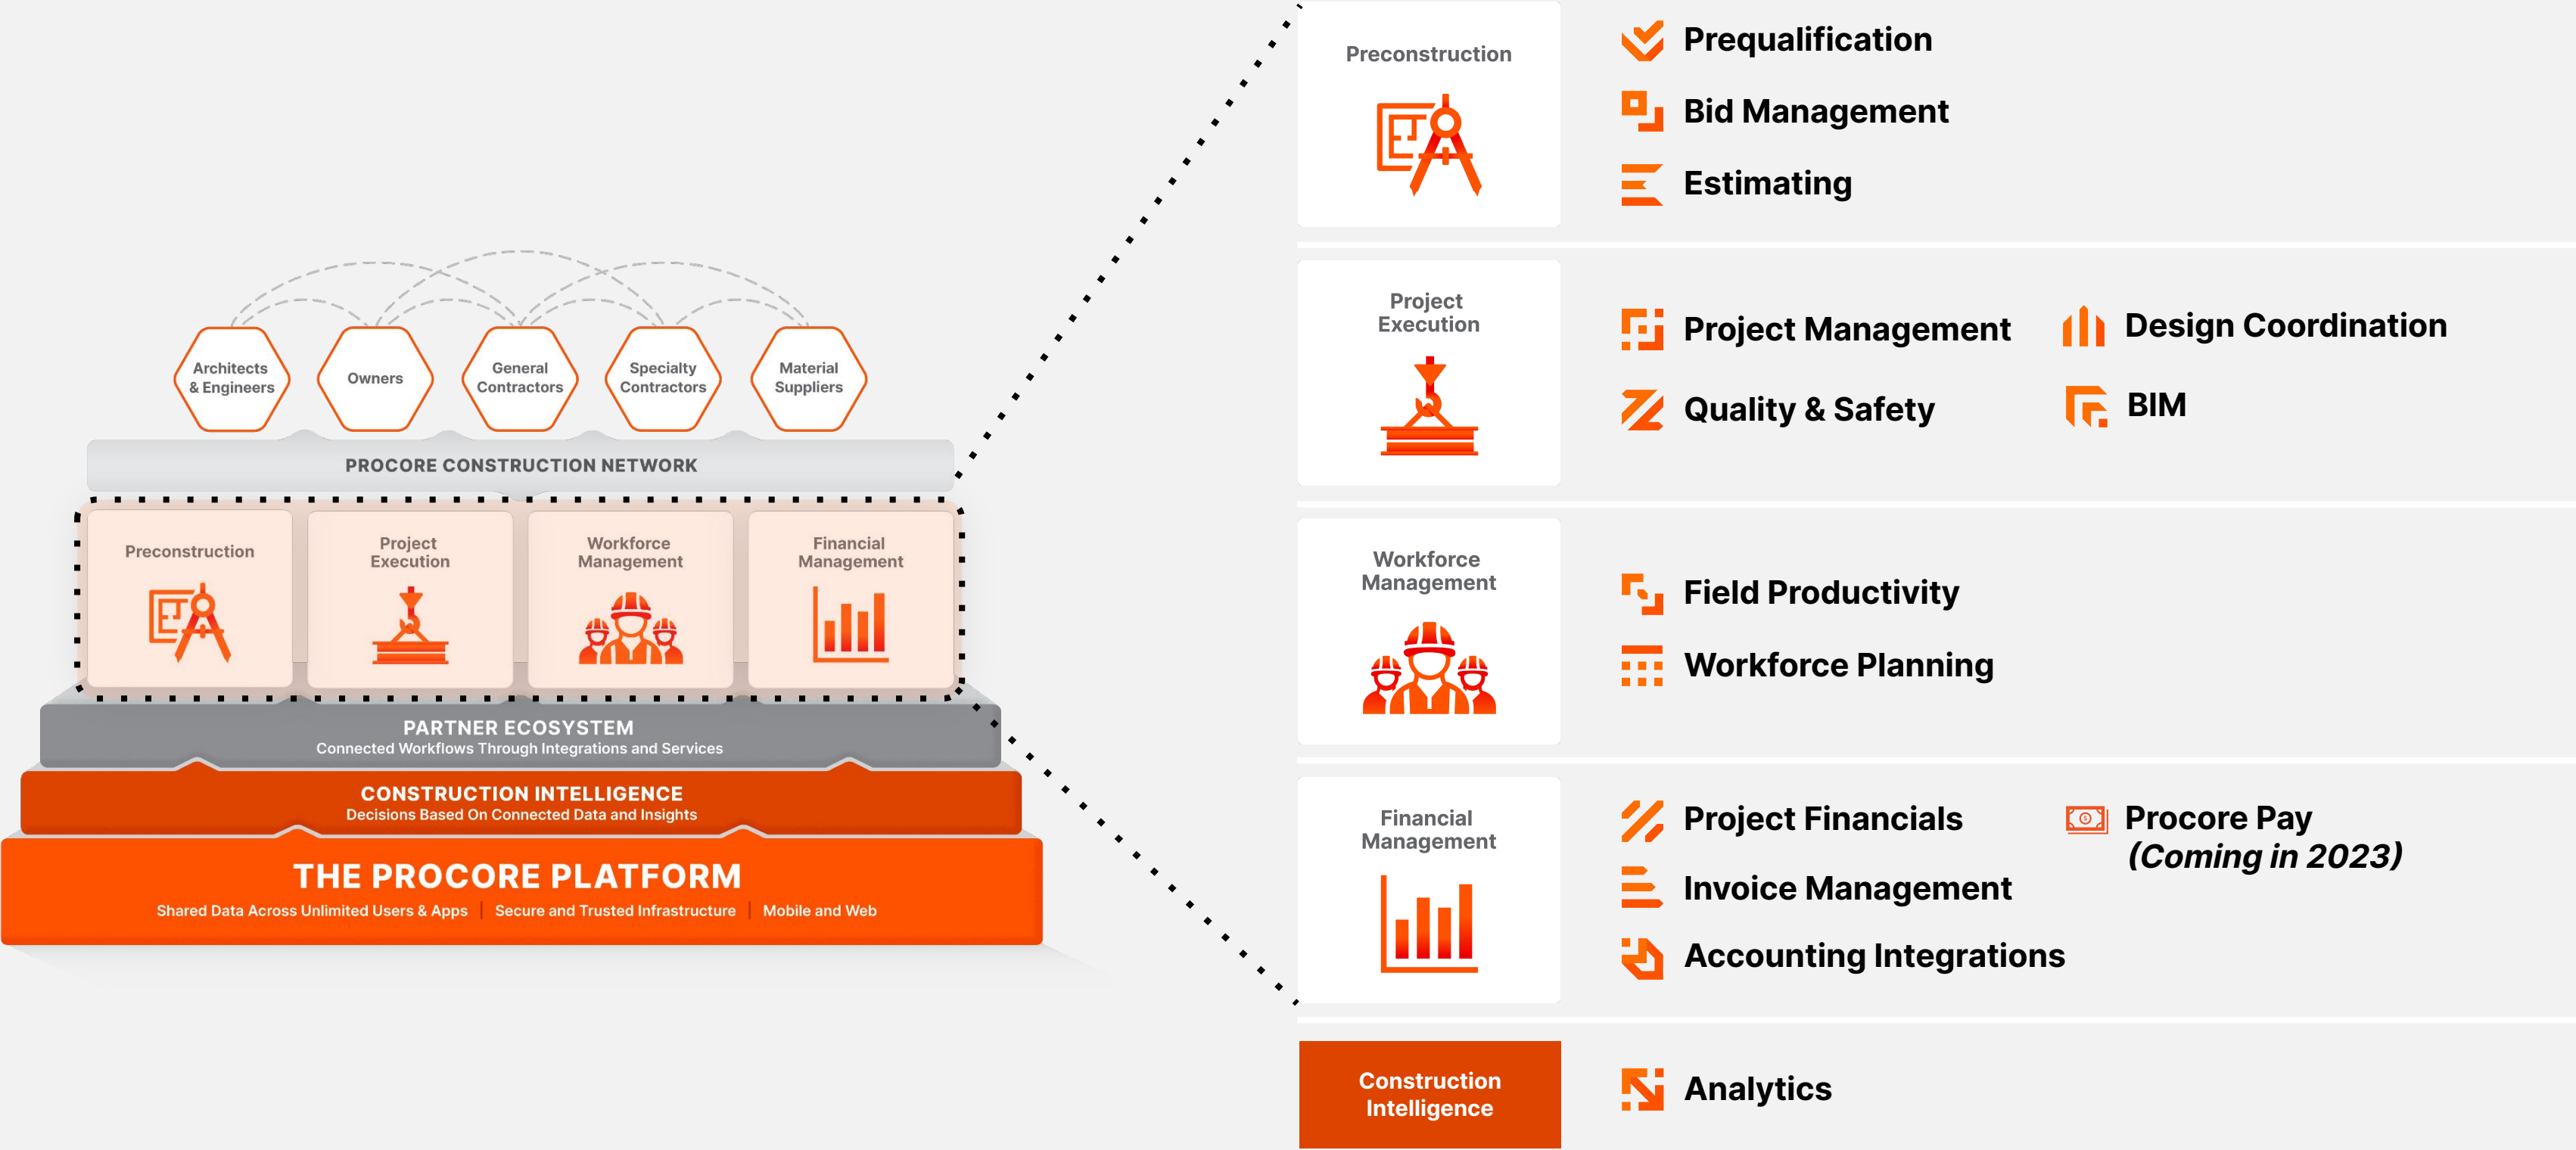 Architects
& Engineers
Owners
General
Contractors
Specialty
Contractors
Material
Suppliers
PROCORE CONSTRUCTION NETWORK
Preconstruction
Project
Execution
Workforce
Management
Financial
Management
PARTNER ECOSYSTEM
Connected Workflows Through Integrations and Services
CONSTRUCTION INTELLIGENCE
Decisions Based On Connected Data and Insights
THE PROCORE PLATFORM
Shared Data Across Unlimited Users & Apps | Secure and Trusted Infrastructure | Mobile and Web
Preconstruction
Prequalification
Bid Management
Estimating
Project
Execution
Project Management
Quality & Safety
Design Coordination
BIM
Workforce
Management
Field Productivity
Workforce Planning
Financial
Management
Project Financials
Invoice Management
Accounting Integrations
Procore Pay
(Coming in 2023)
Construction
Intelligence
Analytics